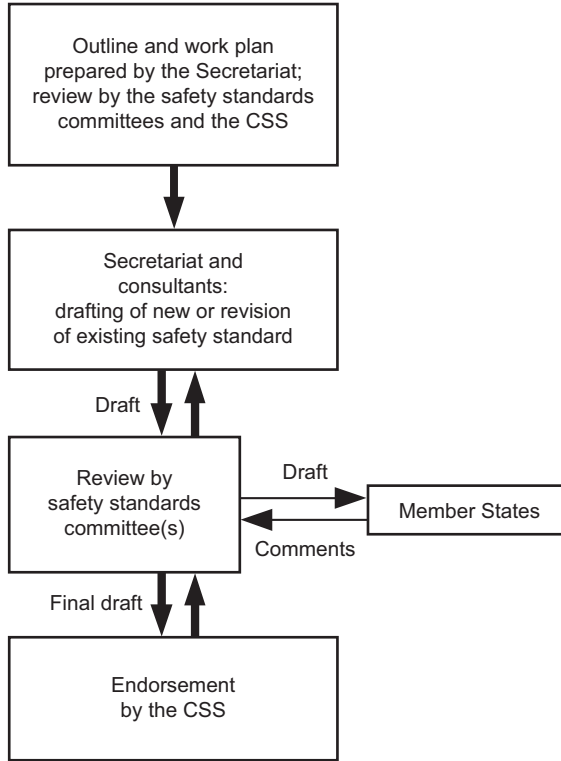 Outline and work plan
prepared by the Secretariat;
review by the safety standards
committees and the CSS
Secretariat and
consultants:
drafting of new or revision
of existing safety standard
Draft
Review by
safety standards
committee(s)
Draft
Member States
Comments
Final draft
Endorsement
by the CSS